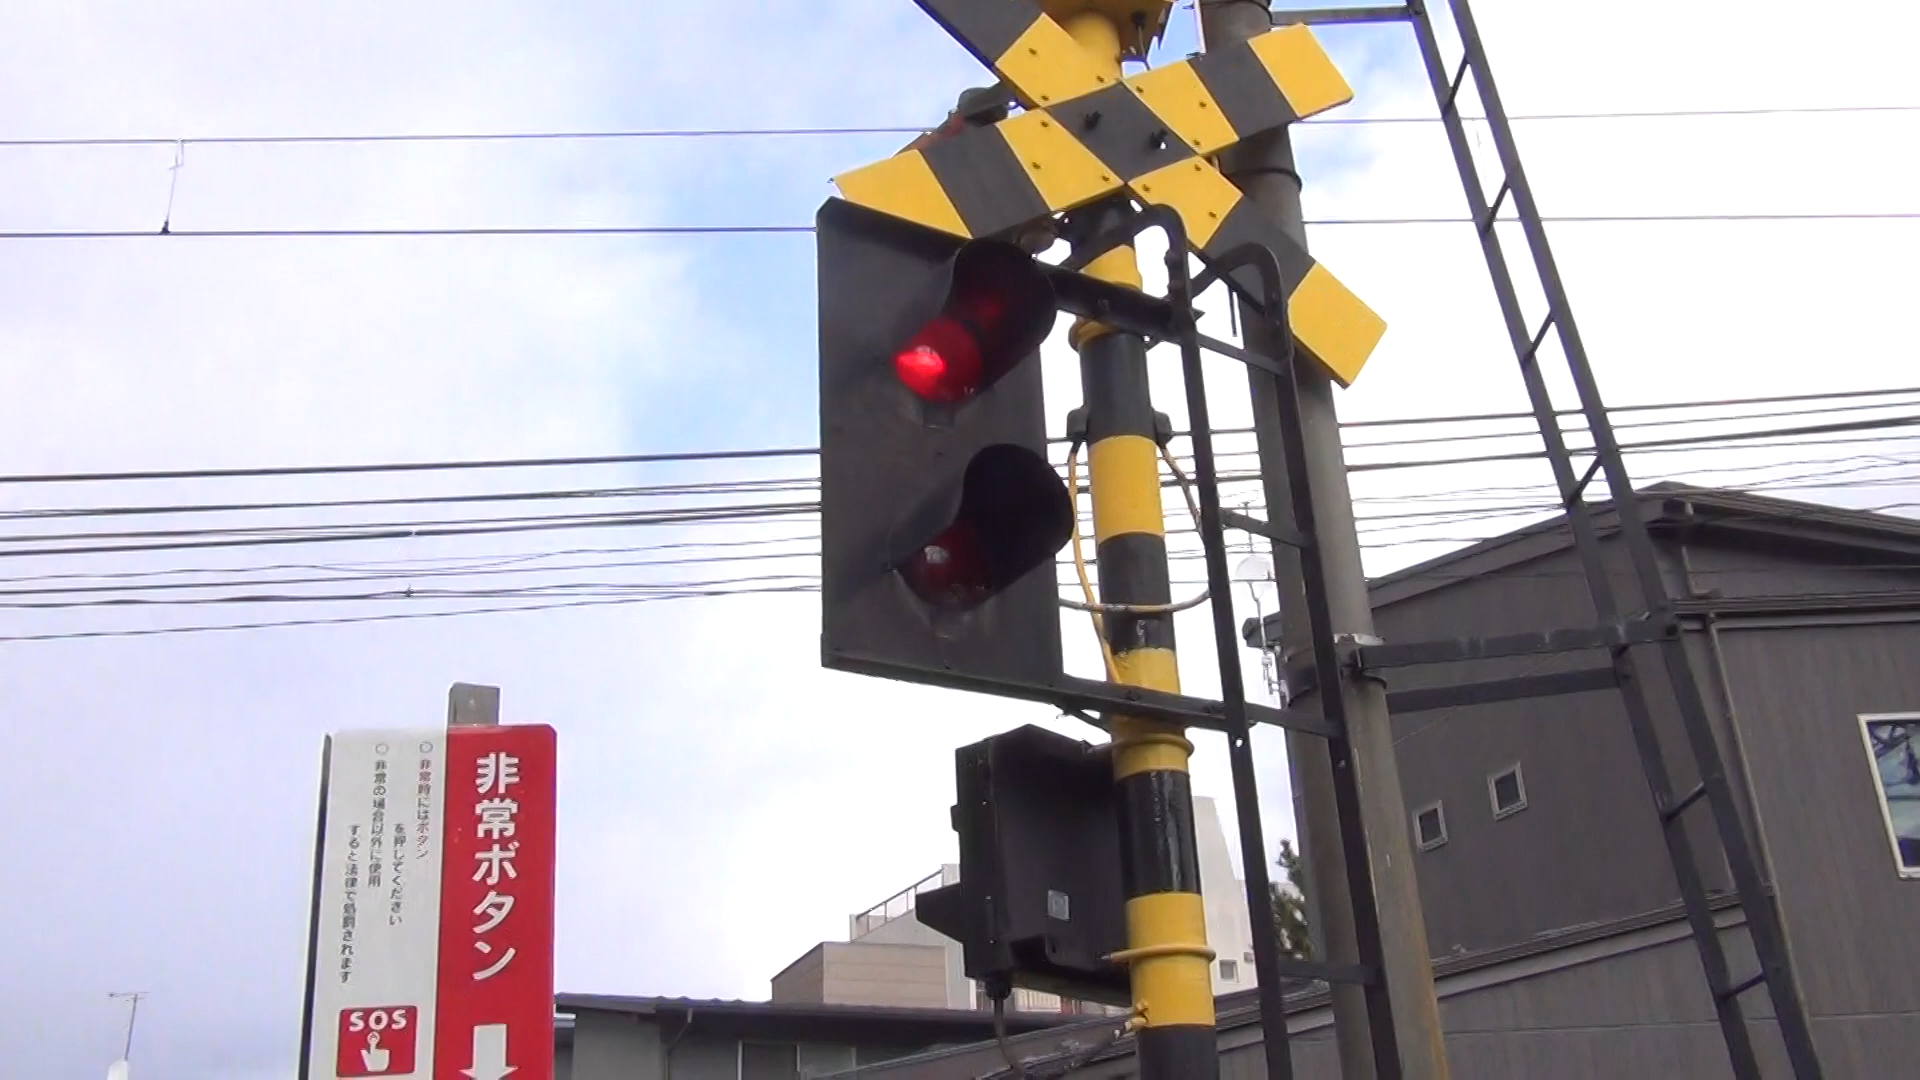 非常ボタン
○ 非常時にはボタン
を押してください
○ 非常の場合以外に使用
すると法律で処罰されます
SOS